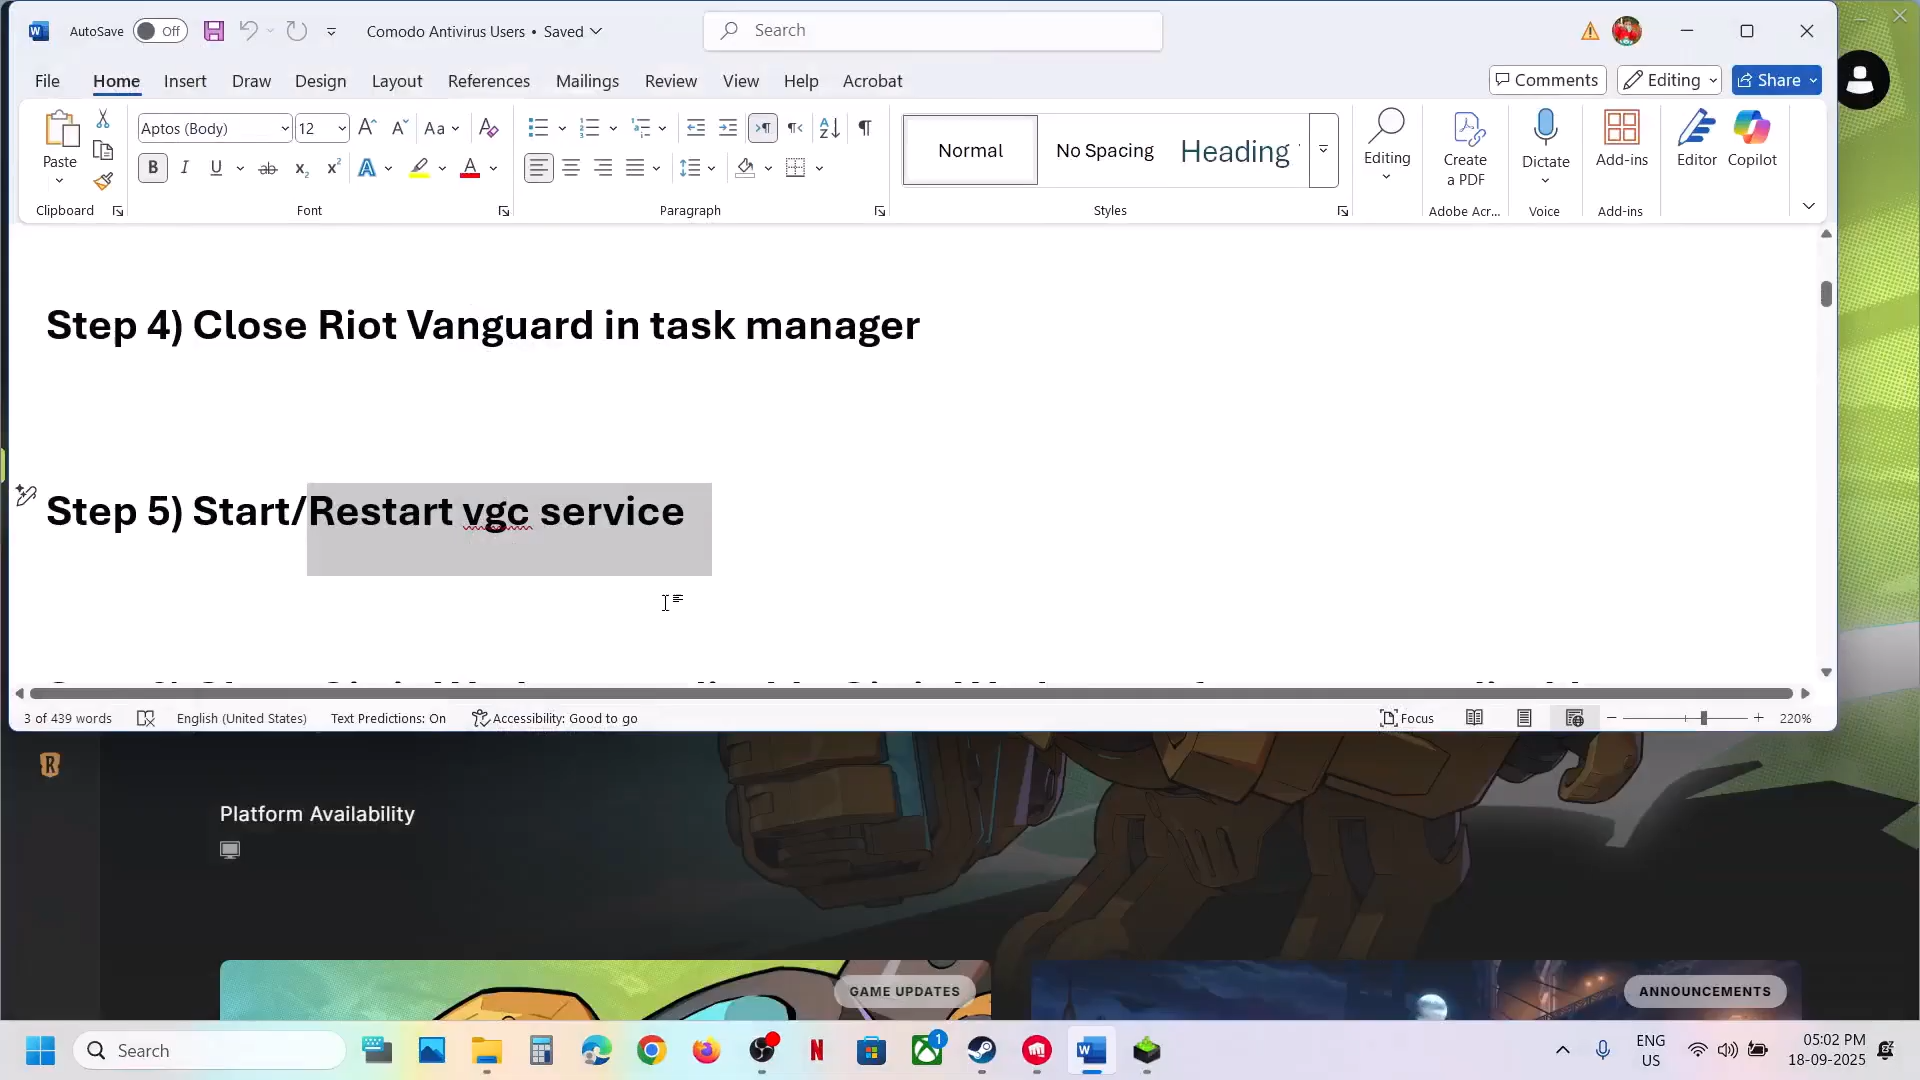 AutoSave Off Comodo Antivirus Users • Saved Search
File Home Insert Draw Design Layout References Mailings Review View Help Acrobat Comments Editing Share
Paste
Clipboard
Aptos (Body) 12
Font
Paragraph
Normal No Spacing Heading
Styles
Editing
Create a PDF
Adobe Acr...
Dictate
Voice
Add-ins
Add-ins
Editor Copilot
Step 4) Close Riot Vanguard in task manager
Step 5) Start/Restart vgc service
3 of 439 words English (United States) Text Predictions: On Accessibility: Good to go Focus 220%
Platform Availability
GAME UPDATES ANNOUNCEMENTS
Search
1
ENG
US
05:02 PM
18-09-2025